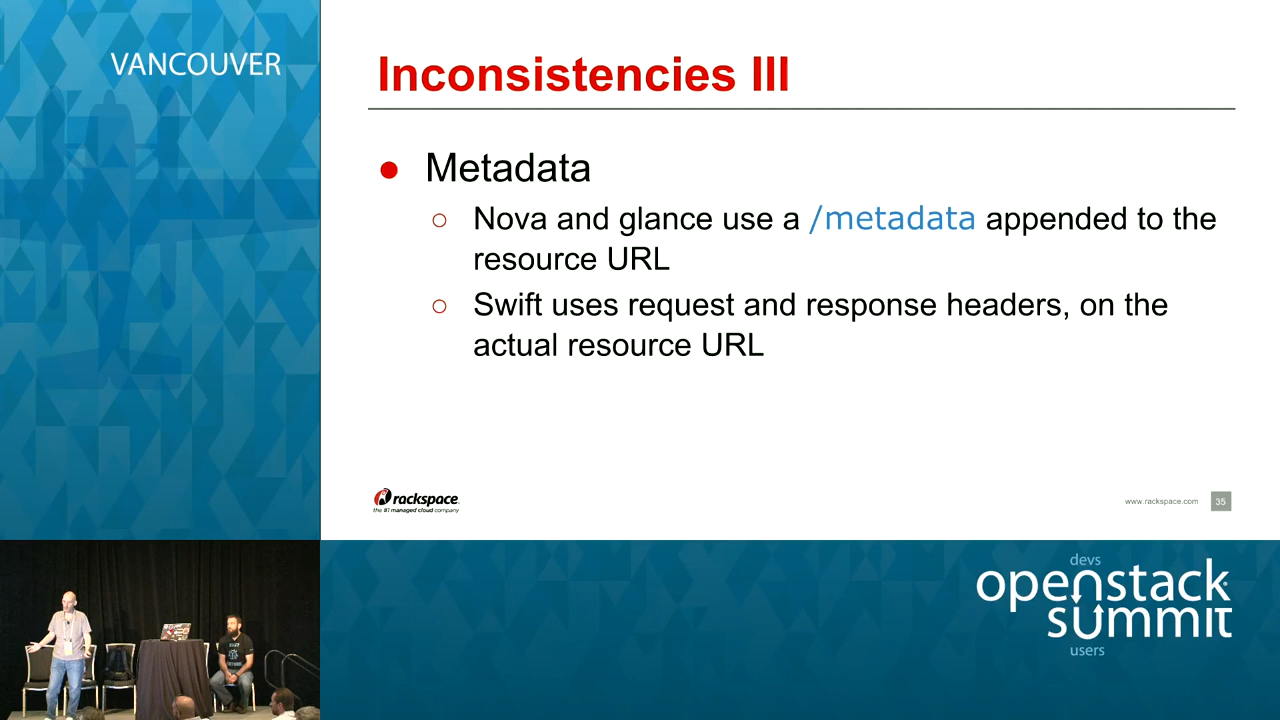 VANCOUVER
Inconsistencies III
● Metadata
○ Nova and glance use a /metadata appended to the
resource URL
○ Swift uses request and response headers, on the
actual resource URL
rackspace
the #1 managed cloud company
www.rackspace.com 35
devs
openstack
summit
users